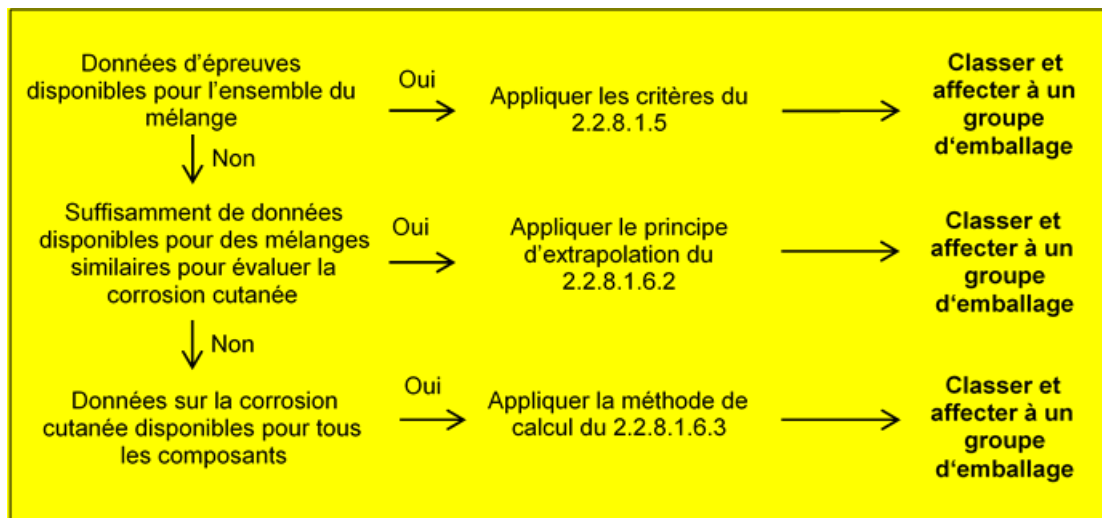 Données d'épreuves
disponibles pour l'ensemble du
mélange
Oui
Appliquer les critères du
2.2.8.1.5
Classer et
affecter à un
groupe
d'emballage
Non
Suffisamment de données
disponibles pour des mélanges
similaires pour évaluer la
corrosion cutanée
Oui
Appliquer le principe
d'extrapolation du
2.2.8.1.6.2
Classer et
affecter à un
groupe
d'emballage
Non
Données sur la corrosion
cutanée disponibles pour tous
les composants
Oui
Appliquer la méthode de
calcul du 2.2.8.1.6.3
Classer et
affecter à un
groupe
d'emballage